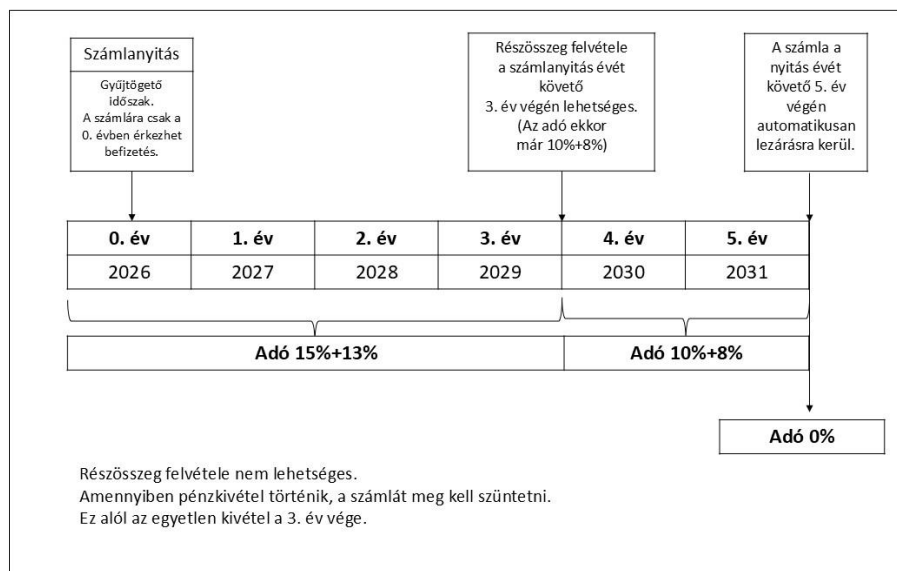 Számlanyitás
Gyűjtögető
időszak.
A számlára csak a
0. évben érkezhet
befizetés.
Részösszeg felvétele
a számlanyitás évét
követő
3. év végén lehetséges.
(Az adó ekkor
már 10%+8%)
A számla a
nyitás évét
követő 5. év
végén
automatikusan
lezárásra kerül.
0. év 1. év 2. év 3. év 4. év 5. év
2026 2027 2028 2029 2030 2031
Adó 15%+13% Adó 10%+8%
Adó 0%
Részösszeg felvétele nem lehetséges.
Amennyiben pénzkivétel történik, a számlát meg kell szüntetni.
Ez alól az egyetlen kivétel a 3. év vége.